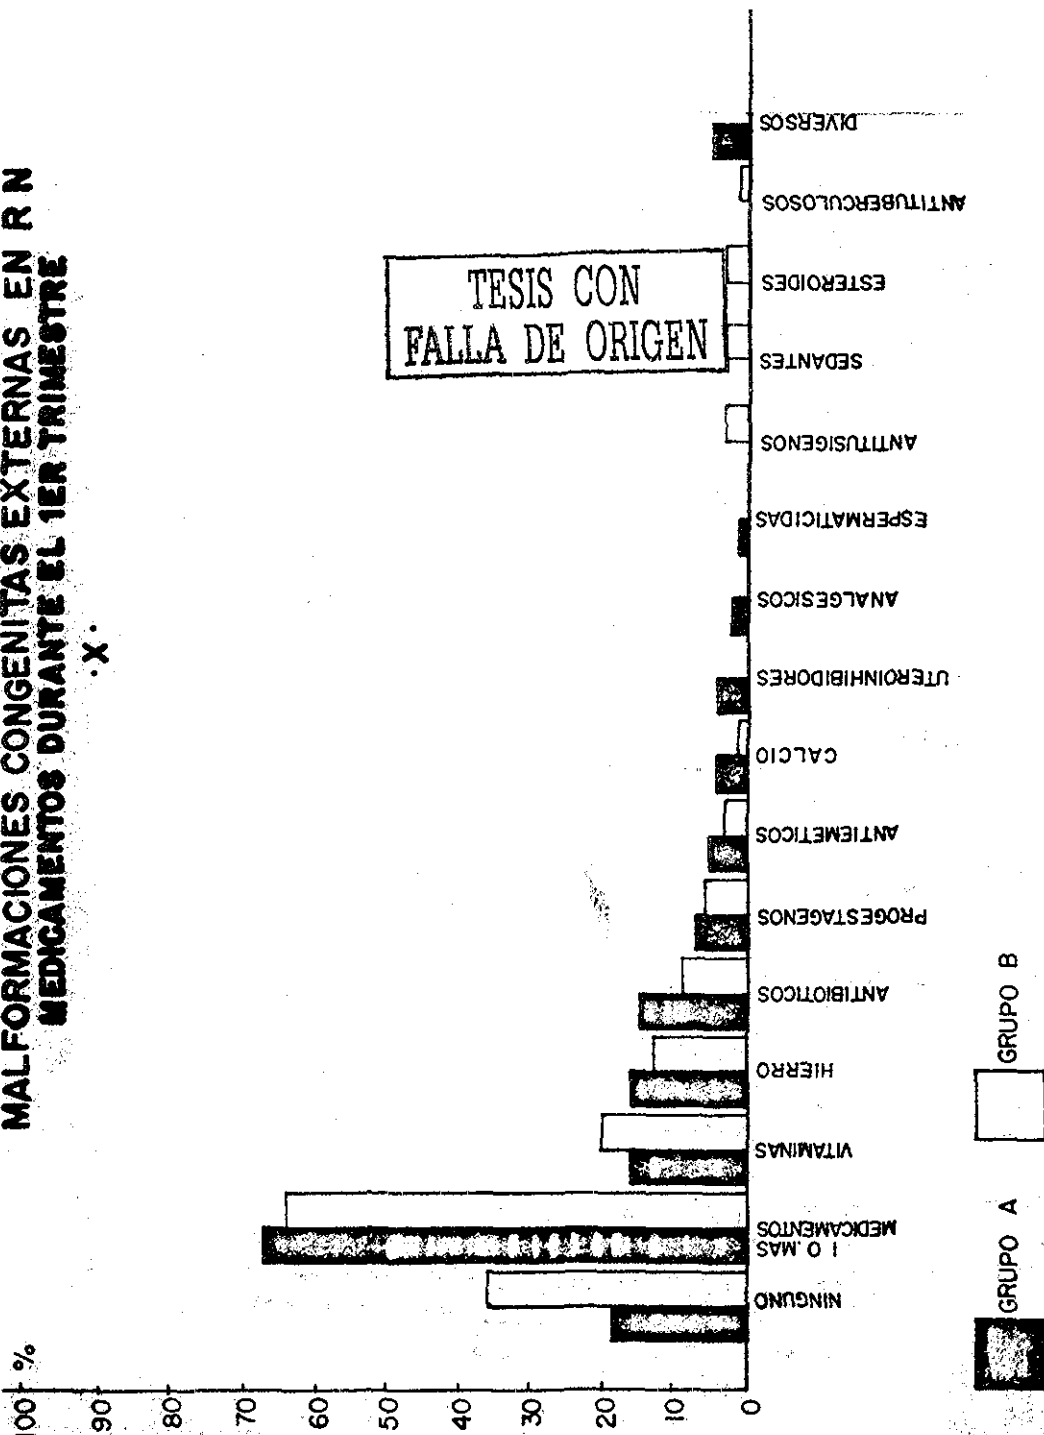 MALFORMACIONES CONGENITAS EXTERNAS EN R N
MEDICAMENTOS DURANTE EL 1ER TRIMESTRE
.X.
%
100
90
80
70
60
50
40
30
20
10
0
TESIS CON
FALLA DE ORIGEN
NINGUNO
1 O.MAS
MEDICAMENTOS
VITAMINAS
HIERRO
ANTIBIOTICOS
PROGESTAGENOS
ANTIEMETICOS
CALCIO
UTEROINHIBIDORES
ANALGESICOS
ESPERMATICIDAS
ANTITUSIGENOS
SEDANTES
ESTEROIDES
ANTITUBERCULOSOS
DIVERSOS
GRUPO A
GRUPO B